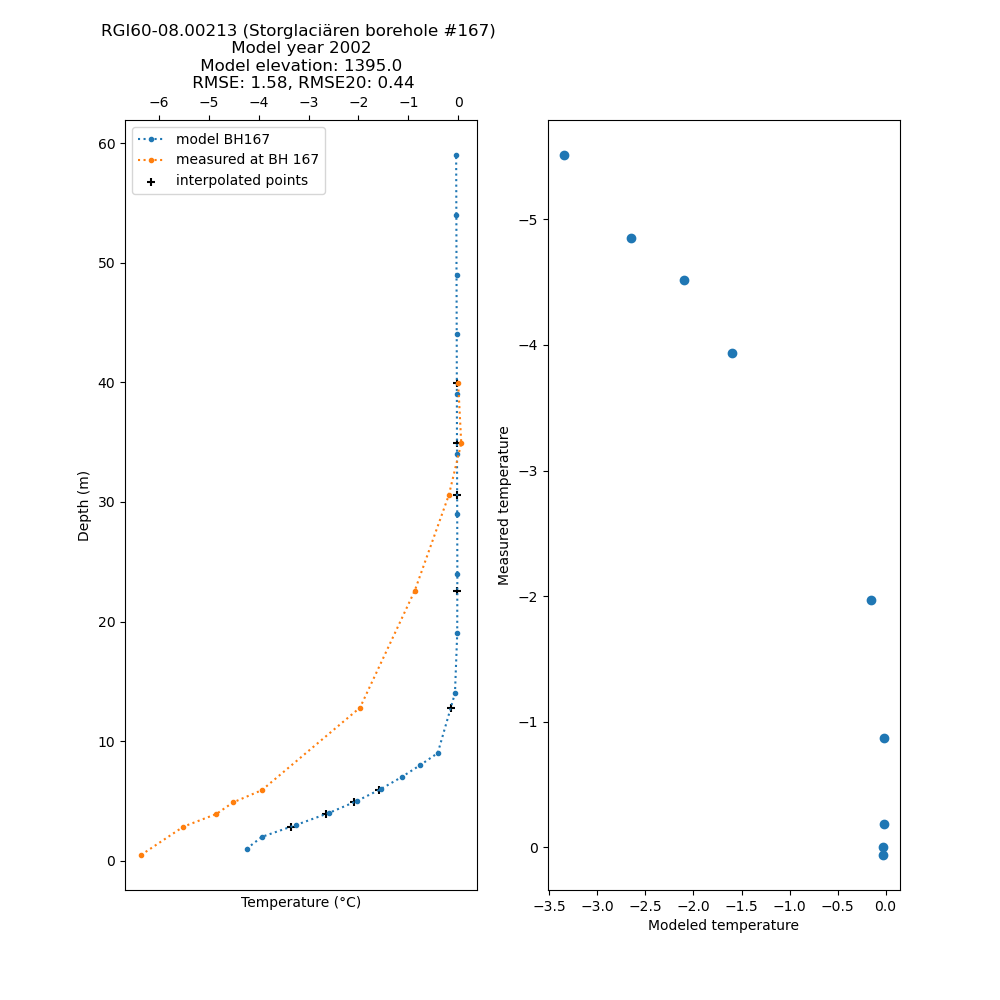 RGI60-08.00213 (Storglaciären borehole #167)
Model year 2002
Model elevation: 1395.0
RMSE: 1.58, RMSE20: 0.44
−6 −5 −4 −3 −2 −1 0
model BH167
measured at BH 167
interpolated points
60
50
40
30
20
10
0
Depth (m)
Temperature (°C)
−5
−4
−3
−2
−1
0
Measured temperature
−3.5 −3.0 −2.5 −2.0 −1.5 −1.0 −0.5 0.0
Modeled temperature